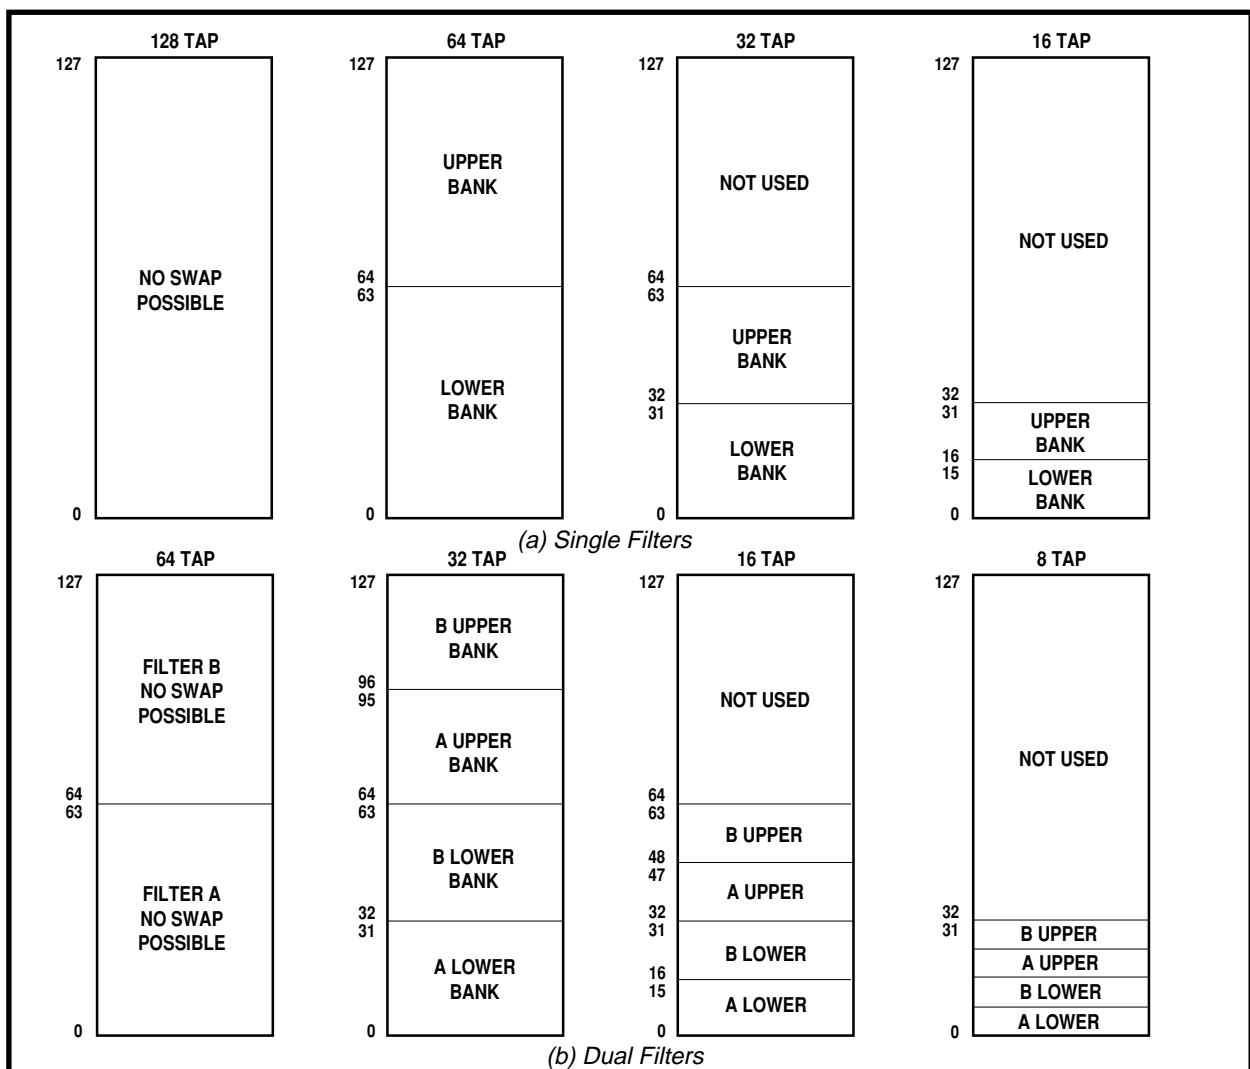 128 TAP
127
NO SWAP
POSSIBLE
0
64 TAP
127
UPPER
BANK
64
63
LOWER
BANK
0
32 TAP
127
NOT USED
64
63
UPPER
BANK
32
31
LOWER
BANK
0
16 TAP
127
NOT USED
32
31
UPPER
BANK
16
15
LOWER
BANK
0
(a) Single Filters
64 TAP
127
FILTER B
NO SWAP
POSSIBLE
64
63
FILTER A
NO SWAP
POSSIBLE
0
32 TAP
127
B UPPER
BANK
96
95
A UPPER
BANK
64
63
B LOWER
BANK
32
31
A LOWER
BANK
0
16 TAP
127
NOT USED
64
63
B UPPER
48
47
A UPPER
32
31
B LOWER
16
15
A LOWER
0
8 TAP
127
NOT USED
32
31
B UPPER
A UPPER
B LOWER
A LOWER
0
(b) Dual Filters